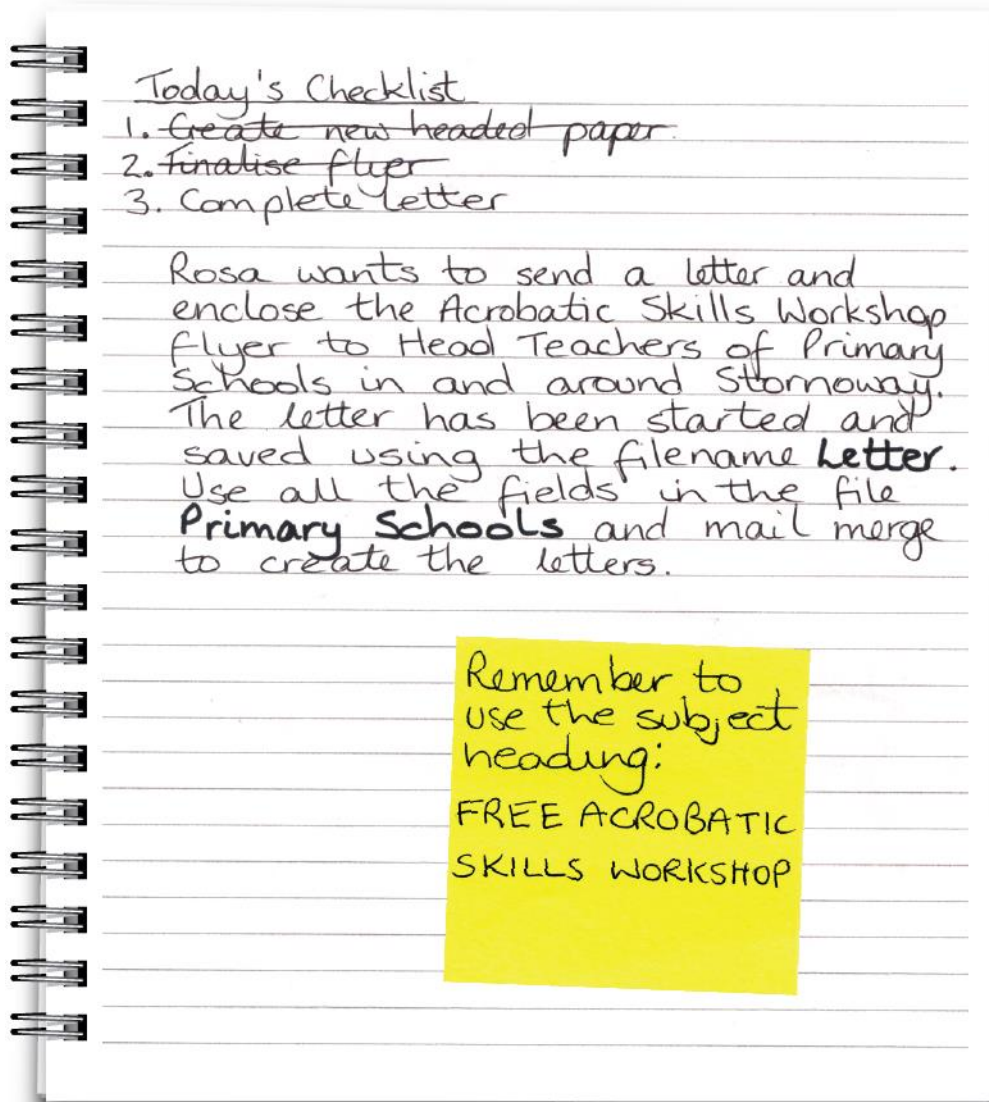 Today's Checklist
1. Create new headed paper.
2. Finalise flyer
3. Complete letter
Rosa wants to send a letter and
enclose the Acrobatic Skills Workshop
flyer to Head Teachers of Primary
Schools in and around Stornoway.
The letter has been started and
saved using the filename Letter.
Use all the fields in the file
Primary Schools and mail merge
to create the letters.
Remember to
use the subject
heading:
FREE ACROBATIC
SKILLS WORKSHOP